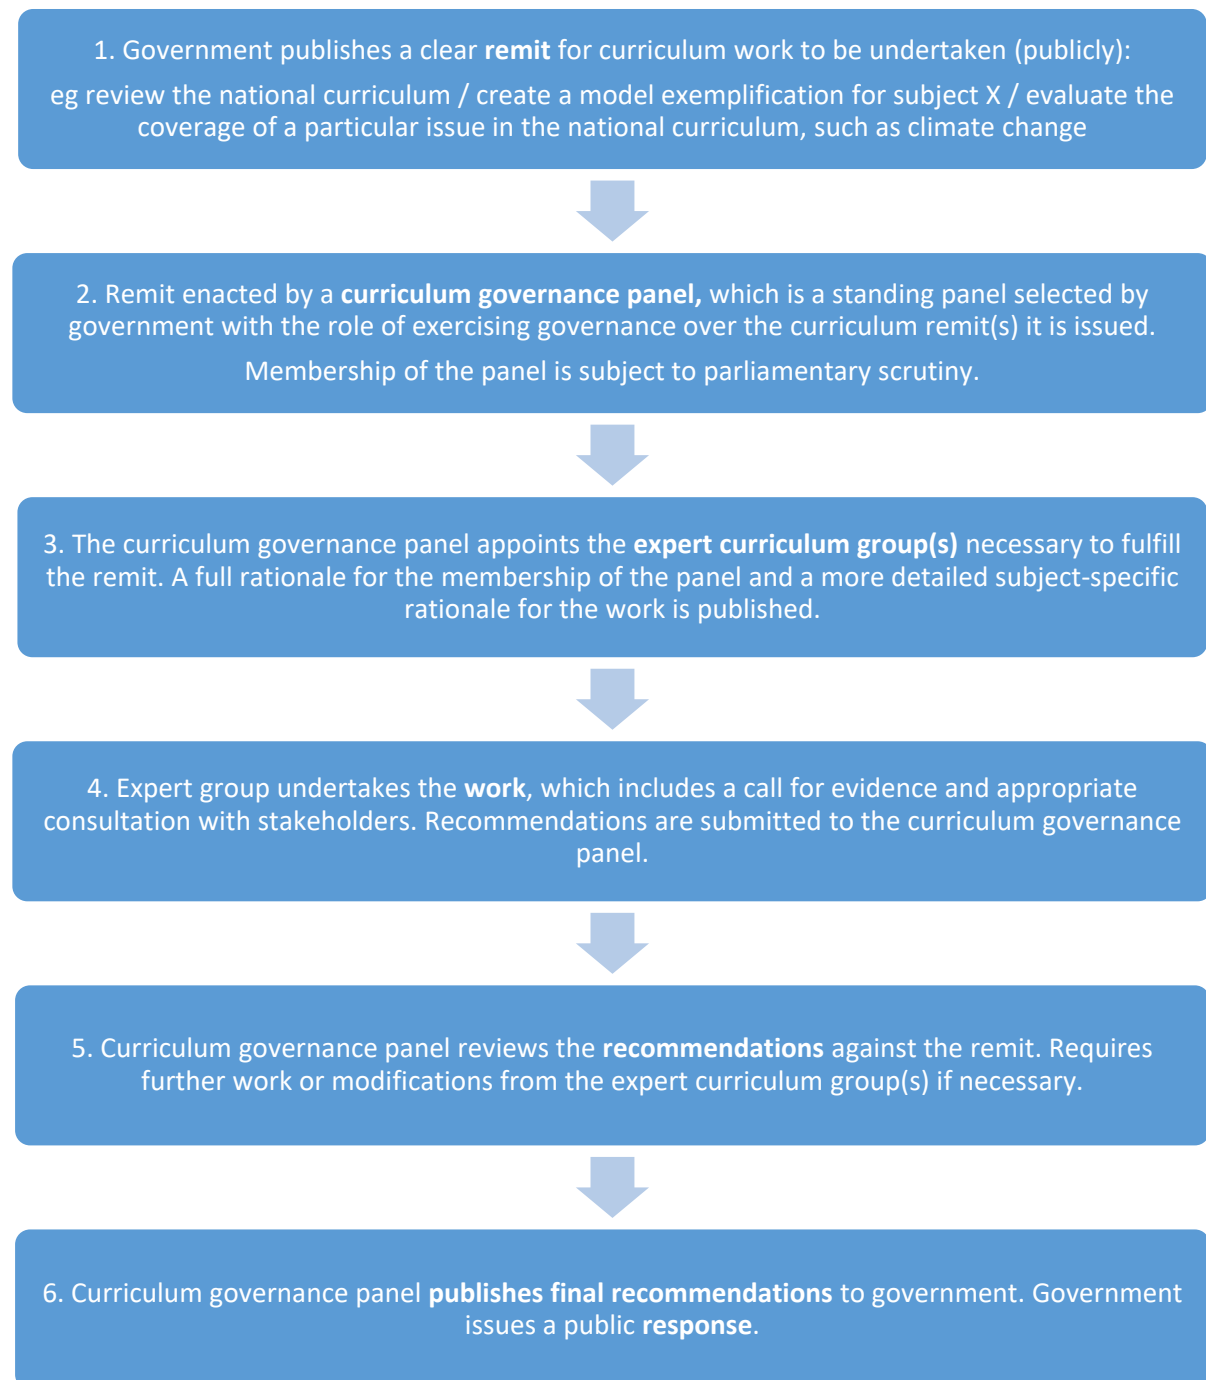 1. Government publishes a clear remit for curriculum work to be undertaken (publicly):
eg review the national curriculum / create a model exemplification for subject X / evaluate the
coverage of a particular issue in the national curriculum, such as climate change
2. Remit enacted by a curriculum governance panel, which is a standing panel selected by
government with the role of exercising governance over the curriculum remit(s) it is issued.
Membership of the panel is subject to parliamentary scrutiny.
3. The curriculum governance panel appoints the expert curriculum group(s) necessary to fulfill
the remit. A full rationale for the membership of the panel and a more detailed subject-specific
rationale for the work is published.
4. Expert group undertakes the work, which includes a call for evidence and appropriate
consultation with stakeholders. Recommendations are submitted to the curriculum governance
panel.
5. Curriculum governance panel reviews the recommendations against the remit. Requires
further work or modifications from the expert curriculum group(s) if necessary.
6. Curriculum governance panel publishes final recommendations to government. Government
issues a public response.